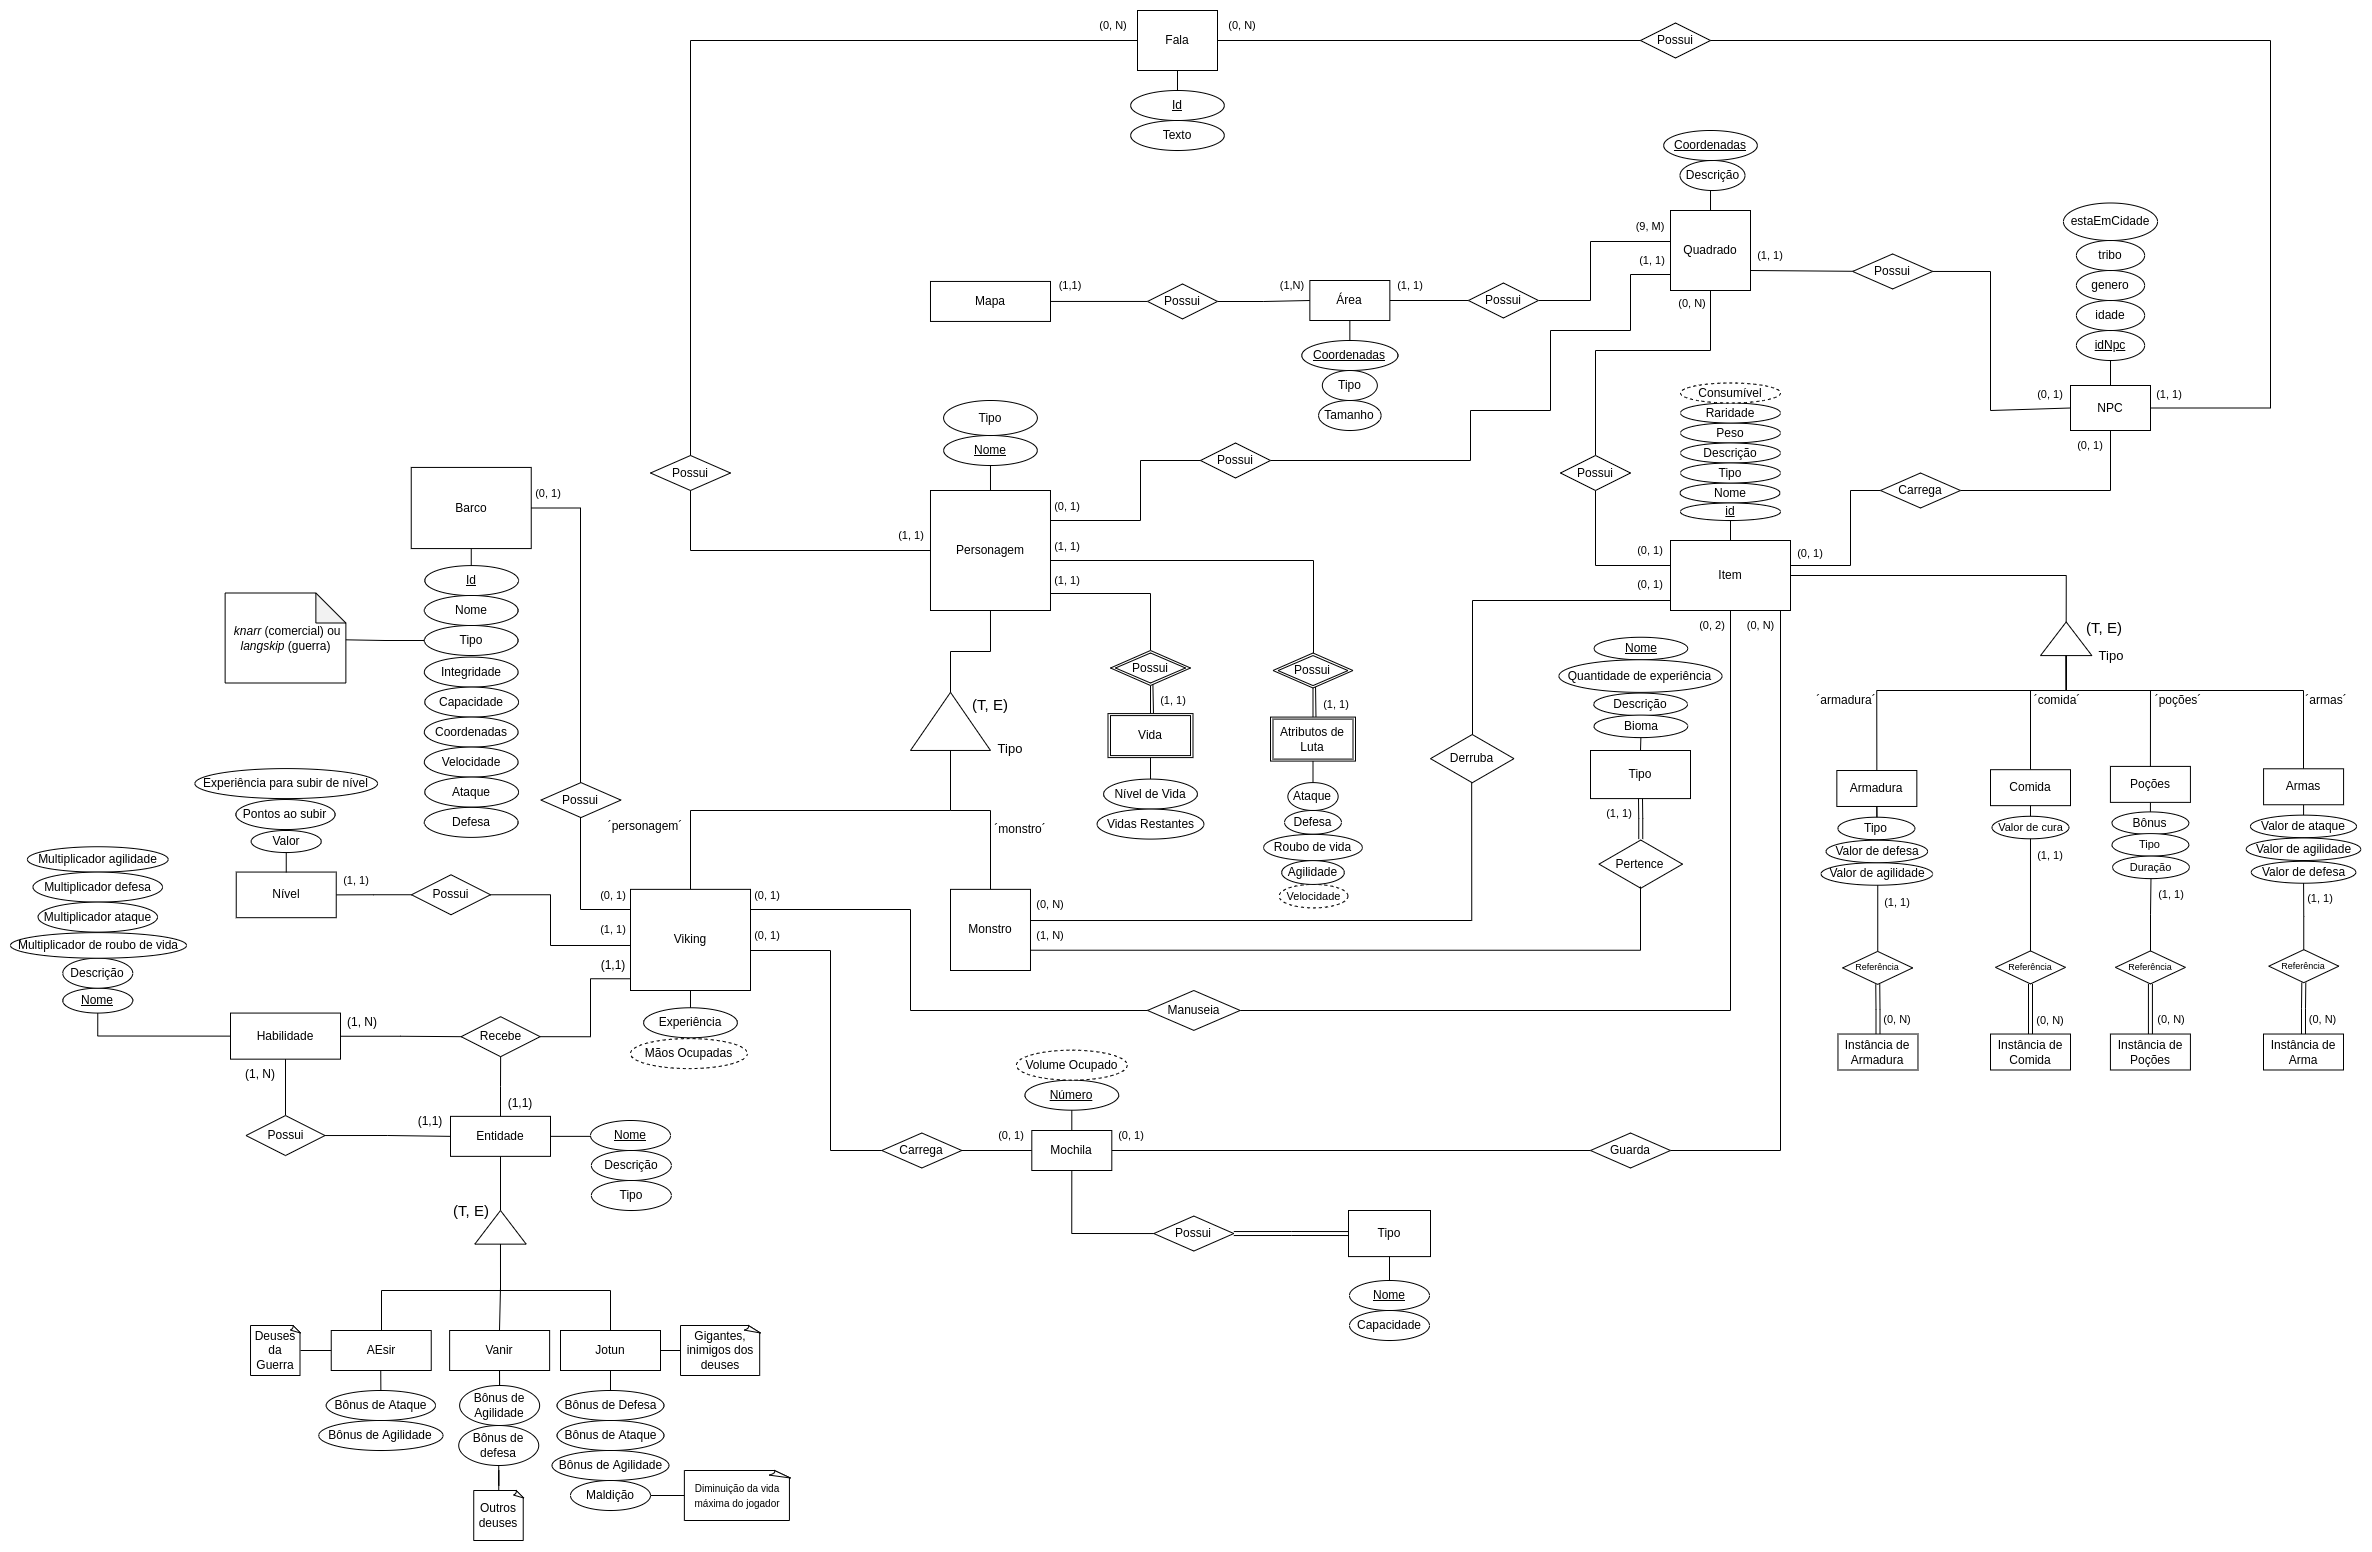 (0, N)
Fala
(0, N)
Possui
Id
Texto
Coordenadas
Descrição
(9, M)
Quadrado
(1, 1)
(1, 1)
Possui
(0, N)
estaEmCidade
tribo
genero
idade
idNpc
(0, 1)
NPC
(1, 1)
(0, 1)
Mapa
(1,1)
Possui
(1,N)
Área
(1, 1)
Possui
Coordenadas
Tipo
Tamanho
Consumível
Raridade
Peso
Descrição
Tipo
Nome
id
Possui
Carrega
Tipo
Nome
Possui
Possui
(0, 1)
Personagem
(1, 1)
(1, 1)
(1, 1)
(0, 1)
Item
(0, 1)
(0, 1)
(0, 2)
(0, N)
Barco
(0, 1)
Id
Nome
Tipo
Integridade
Capacidade
Coordenadas
Velocidade
Ataque
Defesa
knarr (comercial) ou
langskip (guerra)
(T, E)
Tipo
´personagem´
´monstro´
Possui
(1, 1)
Vida
Nível de Vida
Vidas Restantes
Possui
(1, 1)
Atributos de
Luta
Ataque
Defesa
Roubo de vida
Agilidade
Velocidade
Derruba
Nome
Quantidade de experiência
Descrição
Bioma
Tipo
(1, 1)
Pertence
(T, E)
Tipo
´armadura´
´comida´
´poções´
´armas´
Armadura
Tipo
Valor de defesa
Valor de agilidade
(1, 1)
Referência
(0, N)
Instância de
Armadura
Comida
Valor de cura
(1, 1)
Referência
(0, N)
Instância de
Comida
Poções
Bônus
Tipo
Duração
(1, 1)
Referência
(0, N)
Instância de
Poções
Armas
Valor de ataque
Valor de agilidade
Valor de defesa
(1, 1)
Referência
(0, N)
Instância de
Arma
Experiência para subir de nível
Pontos ao subir
Valor
Nível
(1, 1)
Possui
Possui
(0, 1)
(1, 1)
(1,1)
Viking
(0, 1)
(0, 1)
Experiência
Mãos Ocupadas
Monstro
(0, N)
(1, N)
Manuseia
Multiplicador agilidade
Multiplicador defesa
Multiplicador ataque
Multiplicador de roubo de vida
Descrição
Nome
Habilidade
(1, N)
Recebe
(1, N)
(1,1)
(1,1)
Possui
Entidade
Nome
Descrição
Tipo
Volume Ocupado
Número
Carrega
(0, 1)
Mochila
(0, 1)
Guarda
Possui
Tipo
Nome
Capacidade
(T, E)
Deuses
da
Guerra
AEsir
Bônus de Ataque
Bônus de Agilidade
Vanir
Bônus de
Agilidade
Bônus de
defesa
Outros
deuses
Jotun
Gigantes,
inimigos dos
deuses
Bônus de Defesa
Bônus de Ataque
Bônus de Agilidade
Maldição
Diminuição da vida
máxima do jogador